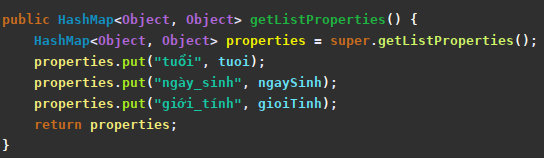 public HashMap<Object, Object> getListProperties() {
HashMap<Object, Object> properties = super.getListProperties();
properties.put("tuổi", tuoi);
properties.put("ngày_sinh", ngaySinh);
properties.put("giới_tính", gioiTinh);
return properties;
}